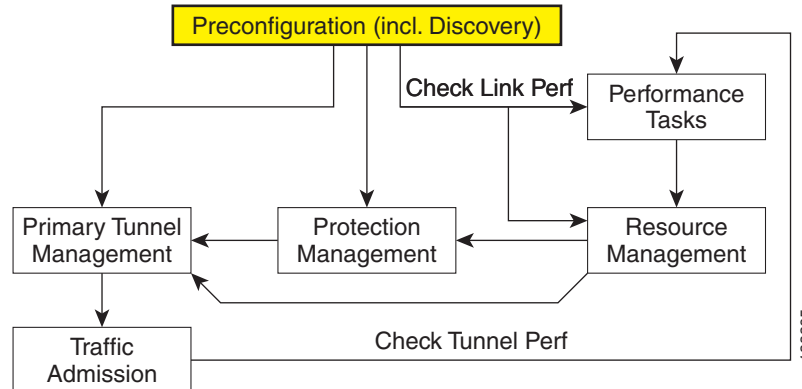 Preconfiguration (incl. Discovery)
Check Link Perf
Performance
Tasks
Primary Tunnel
Management
Protection
Management
Resource
Management
Traffic
Admission
Check Tunnel Perf